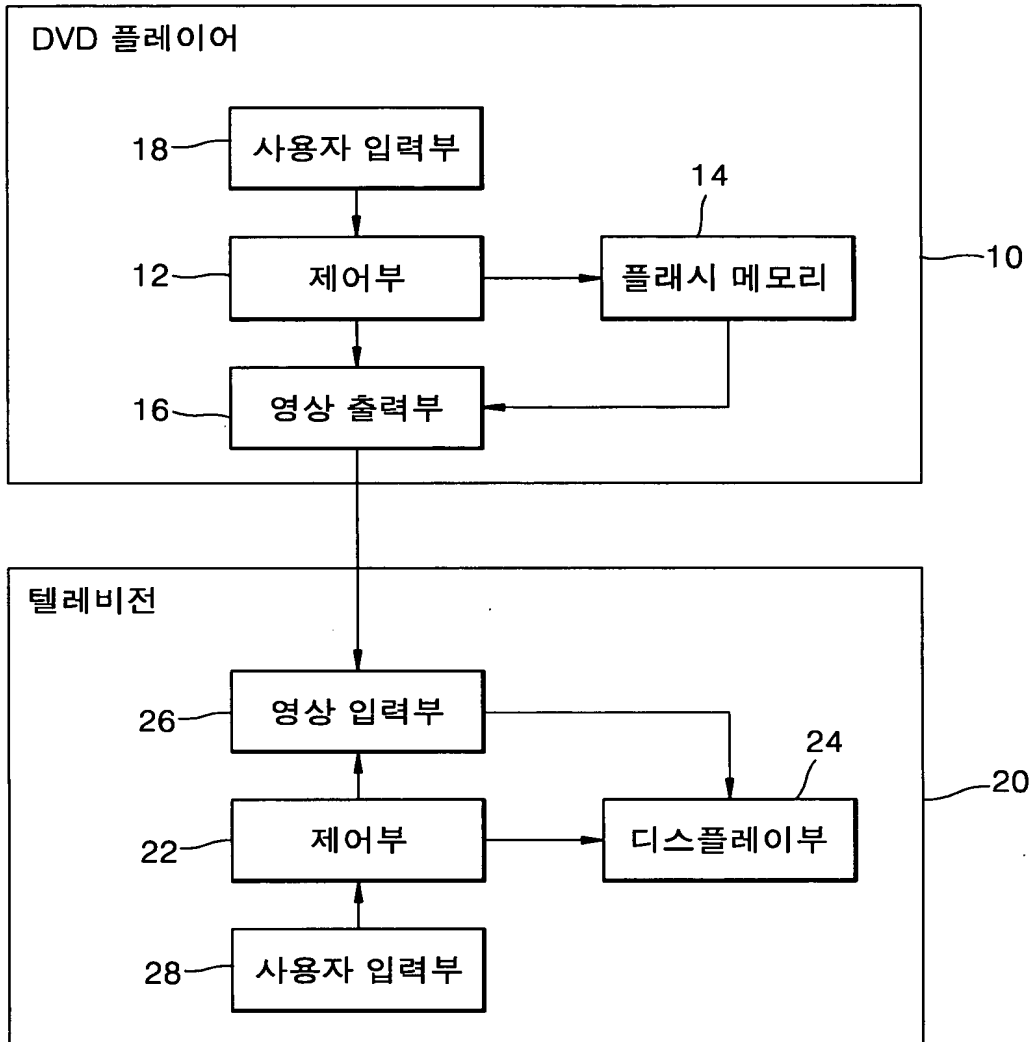 DVD 플레이어
18
사용자 입력부
14
12
제어부
플래시 메모리
10
16
영상 출력부
텔레비전
26
영상 입력부
24
20
22
제어부
디스플레이부
28
사용자 입력부